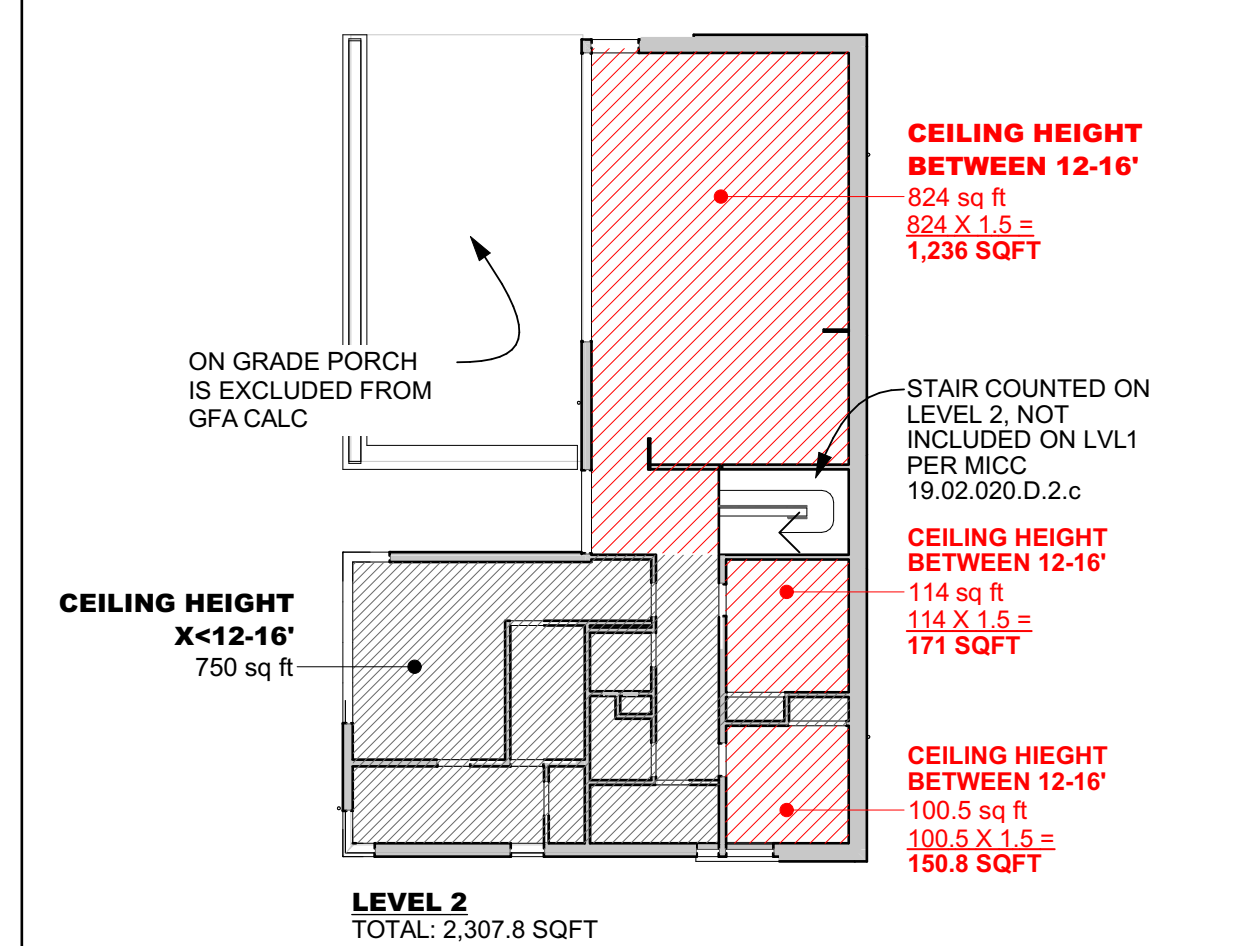 CEILING HEIGHT
BETWEEN 12-16'
824 sq ft
824 X 1.5 =
1,236 SQFT
ON GRADE PORCH
IS EXCLUDED FROM
GFA CALC
STAIR COUNTED ON
LEVEL 2, NOT
INCLUDED ON LVL1
PER MICC
19.02.020.D.2.c
CEILING HEIGHT
BETWEEN 12-16'
114 sq ft
114 X 1.5 =
171 SQFT
CEILING HEIGHT
X<12-16'
750 sq ft
CEILING HIEGHT
BETWEEN 12-16'
100.5 sq ft
100.5 X 1.5 =
150.8 SQFT
LEVEL 2
TOTAL: 2,307.8 SQFT